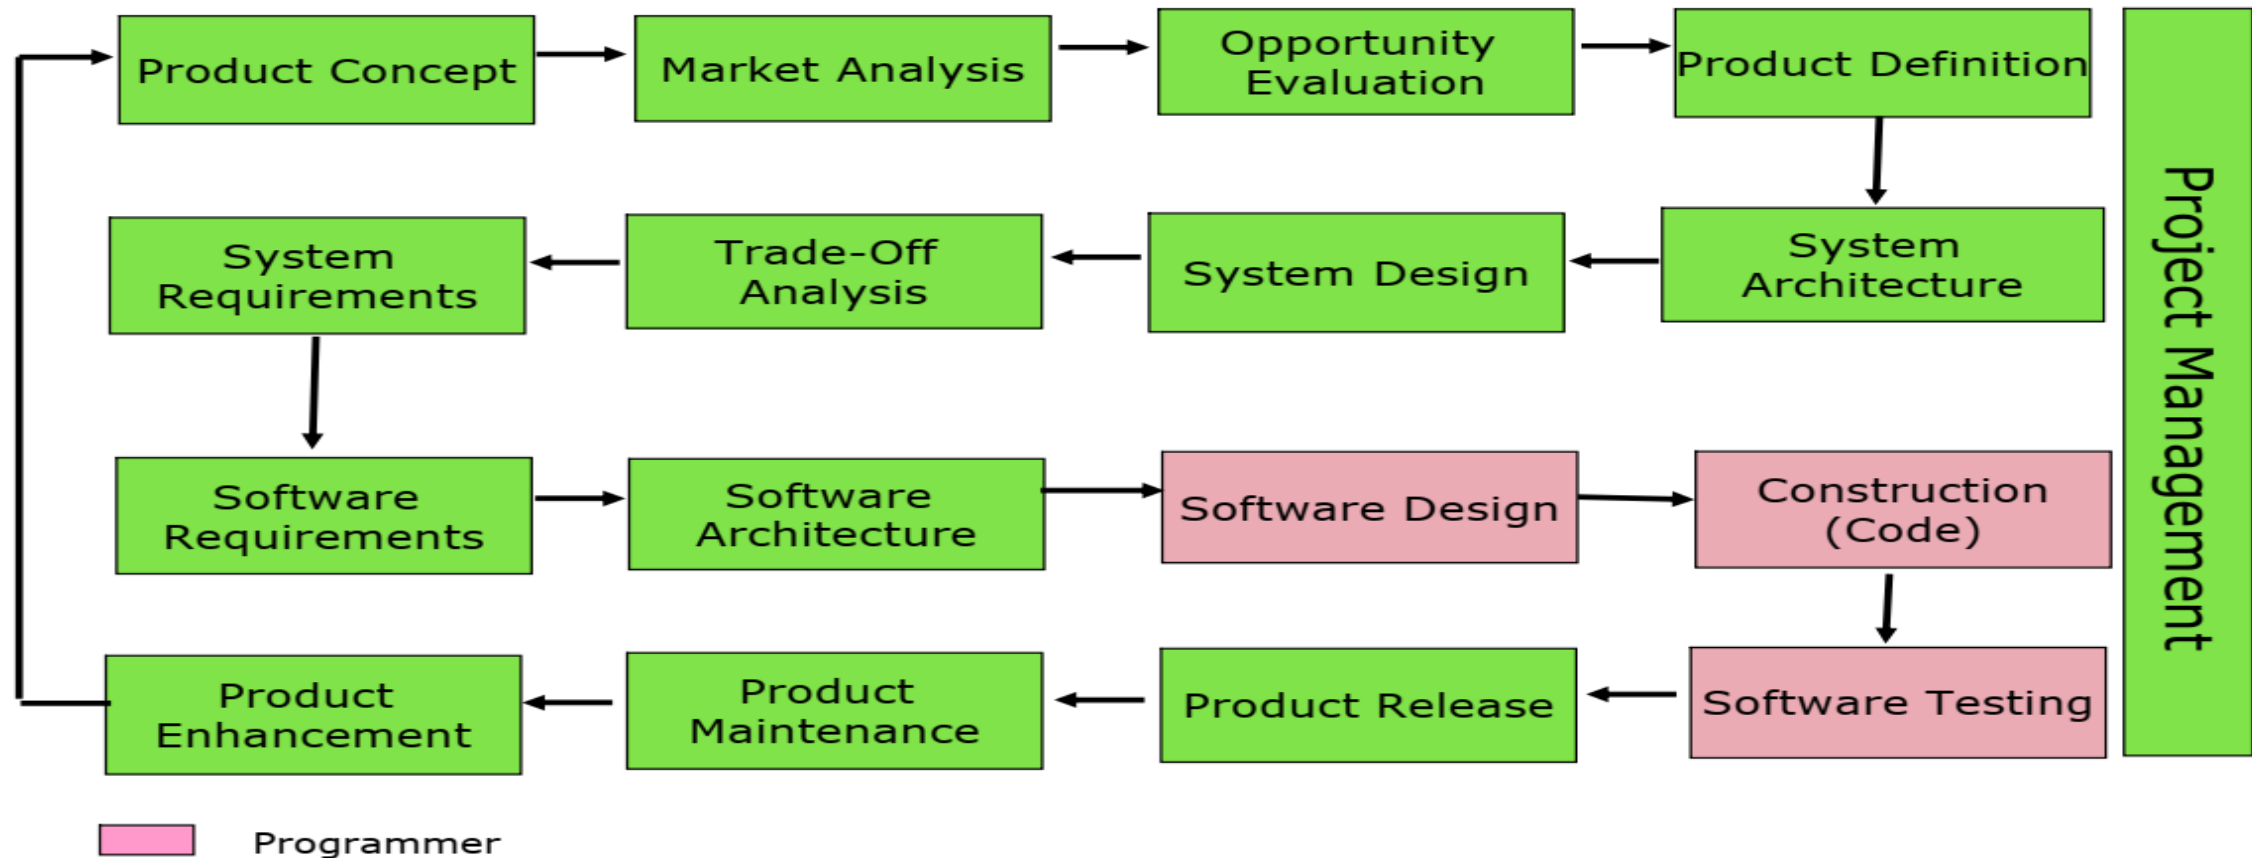 Product Concept
Market Analysis
Opportunity
Evaluation
Product Definition
System
Architecture
System Design
Trade-Off
Analysis
System
Requirements
Software
Requirements
Software
Architecture
Software Design
Construction
(Code)
Software Testing
Product Release
Product
Maintenance
Product
Enhancement
Project Management
Programmer